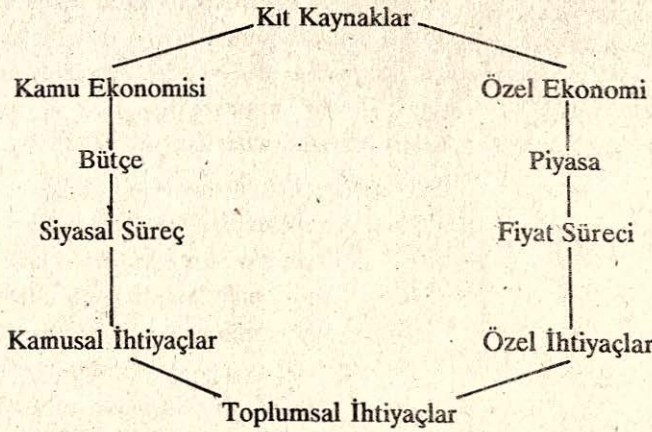 Kıt Kaynaklar
Kamu Ekonomisi Özel Ekonomi
Bütçe Piyasa
Siyasal Süreç Fiyat Süreci
Kamusal İhtiyaçlar Özel İhtiyaçlar
Toplumsal İhtiyaçlar